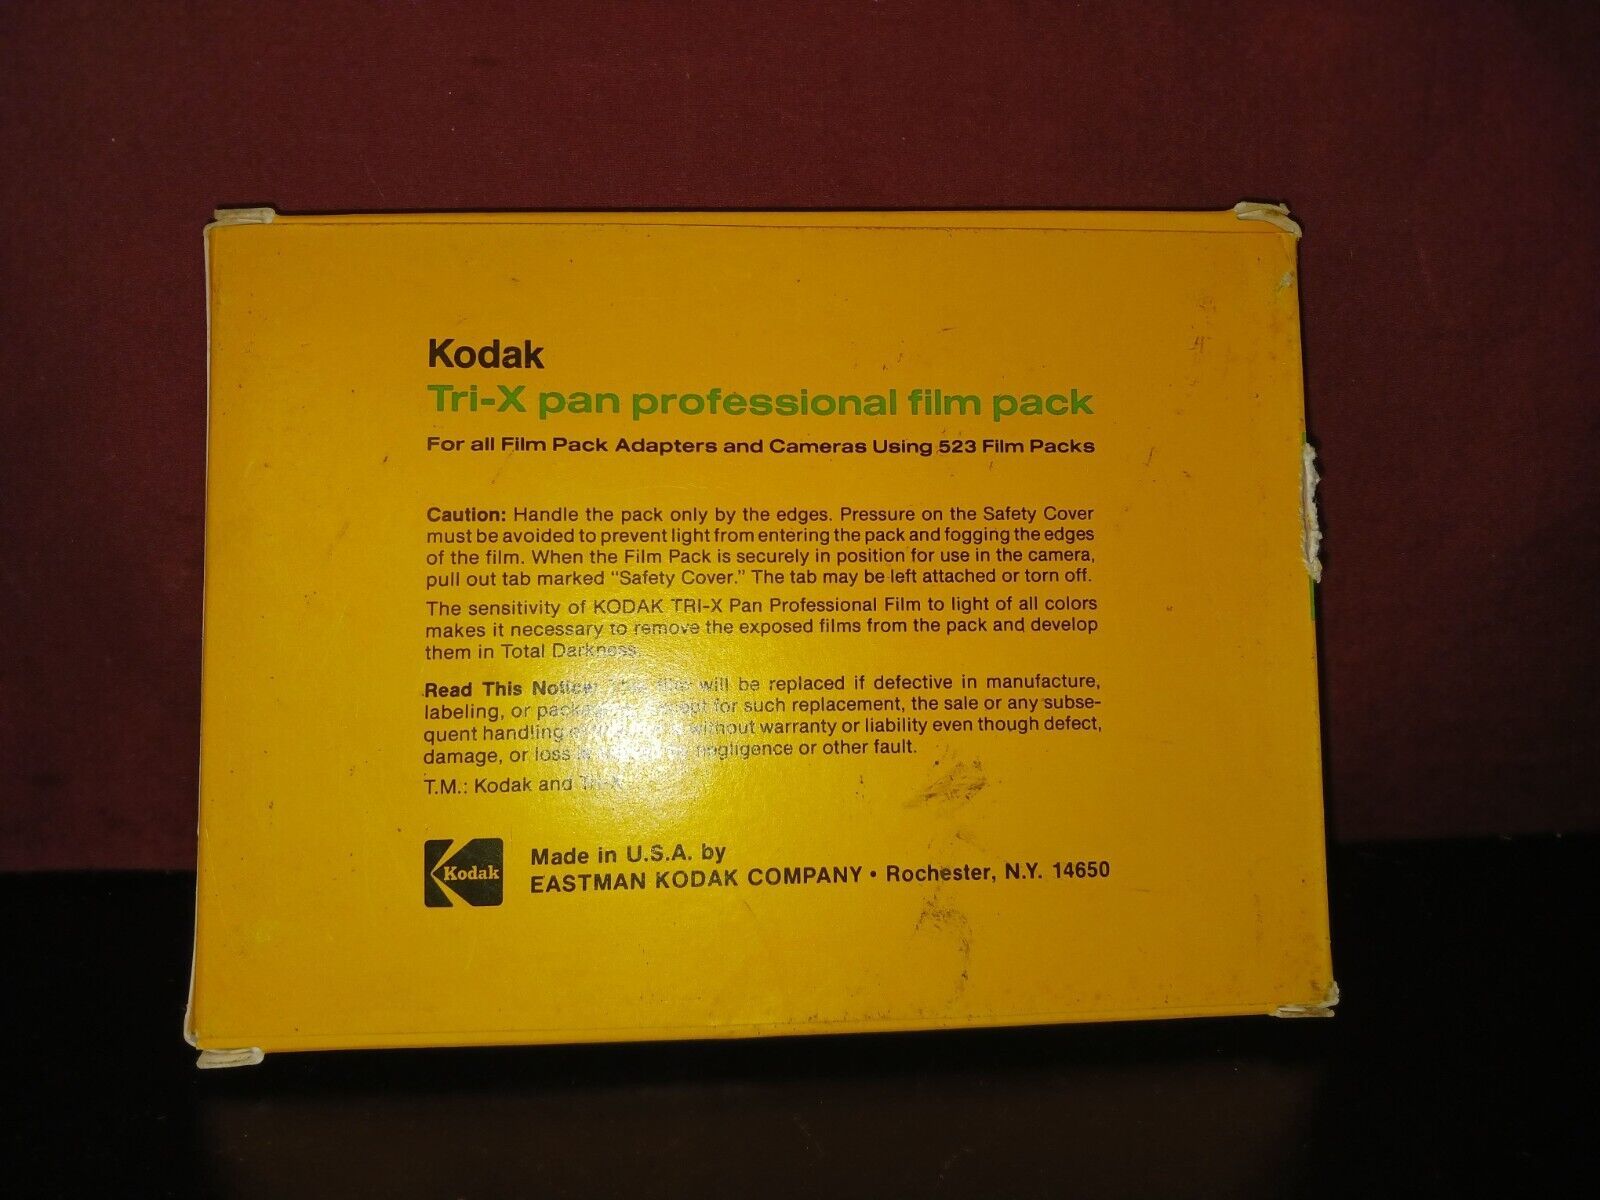 Kodak
Tri-X pan professional film pack
For all Film Pack Adapters and Cameras Using 523 Film Packs
Caution: Handle the pack only by the edges. Pressure on the Safety Cover
must be avoided to prevent light from entering the pack and fogging the edges
of the film. When the Film Pack is securely in position for use in the camera,
pull out tab marked "Safety Cover." The tab may be left attached or torn off.
The sensitivity of KODAK TRI-X Pan Professional Film to light of all colors
makes it necessary to remove the exposed films from the pack and develop
them in Total Darkness.
Read This Notice: This film will be replaced if defective in manufacture,
labeling, or for such replacement, the sale or any subse-
quent handling without warranty or liability even though defect,
damage, or loss negligence or other fault.
T.M.: Kodak and Tri-X
Kodak
Made in U.S.A. by
EASTMAN KODAK COMPANY • Rochester, N.Y. 14650